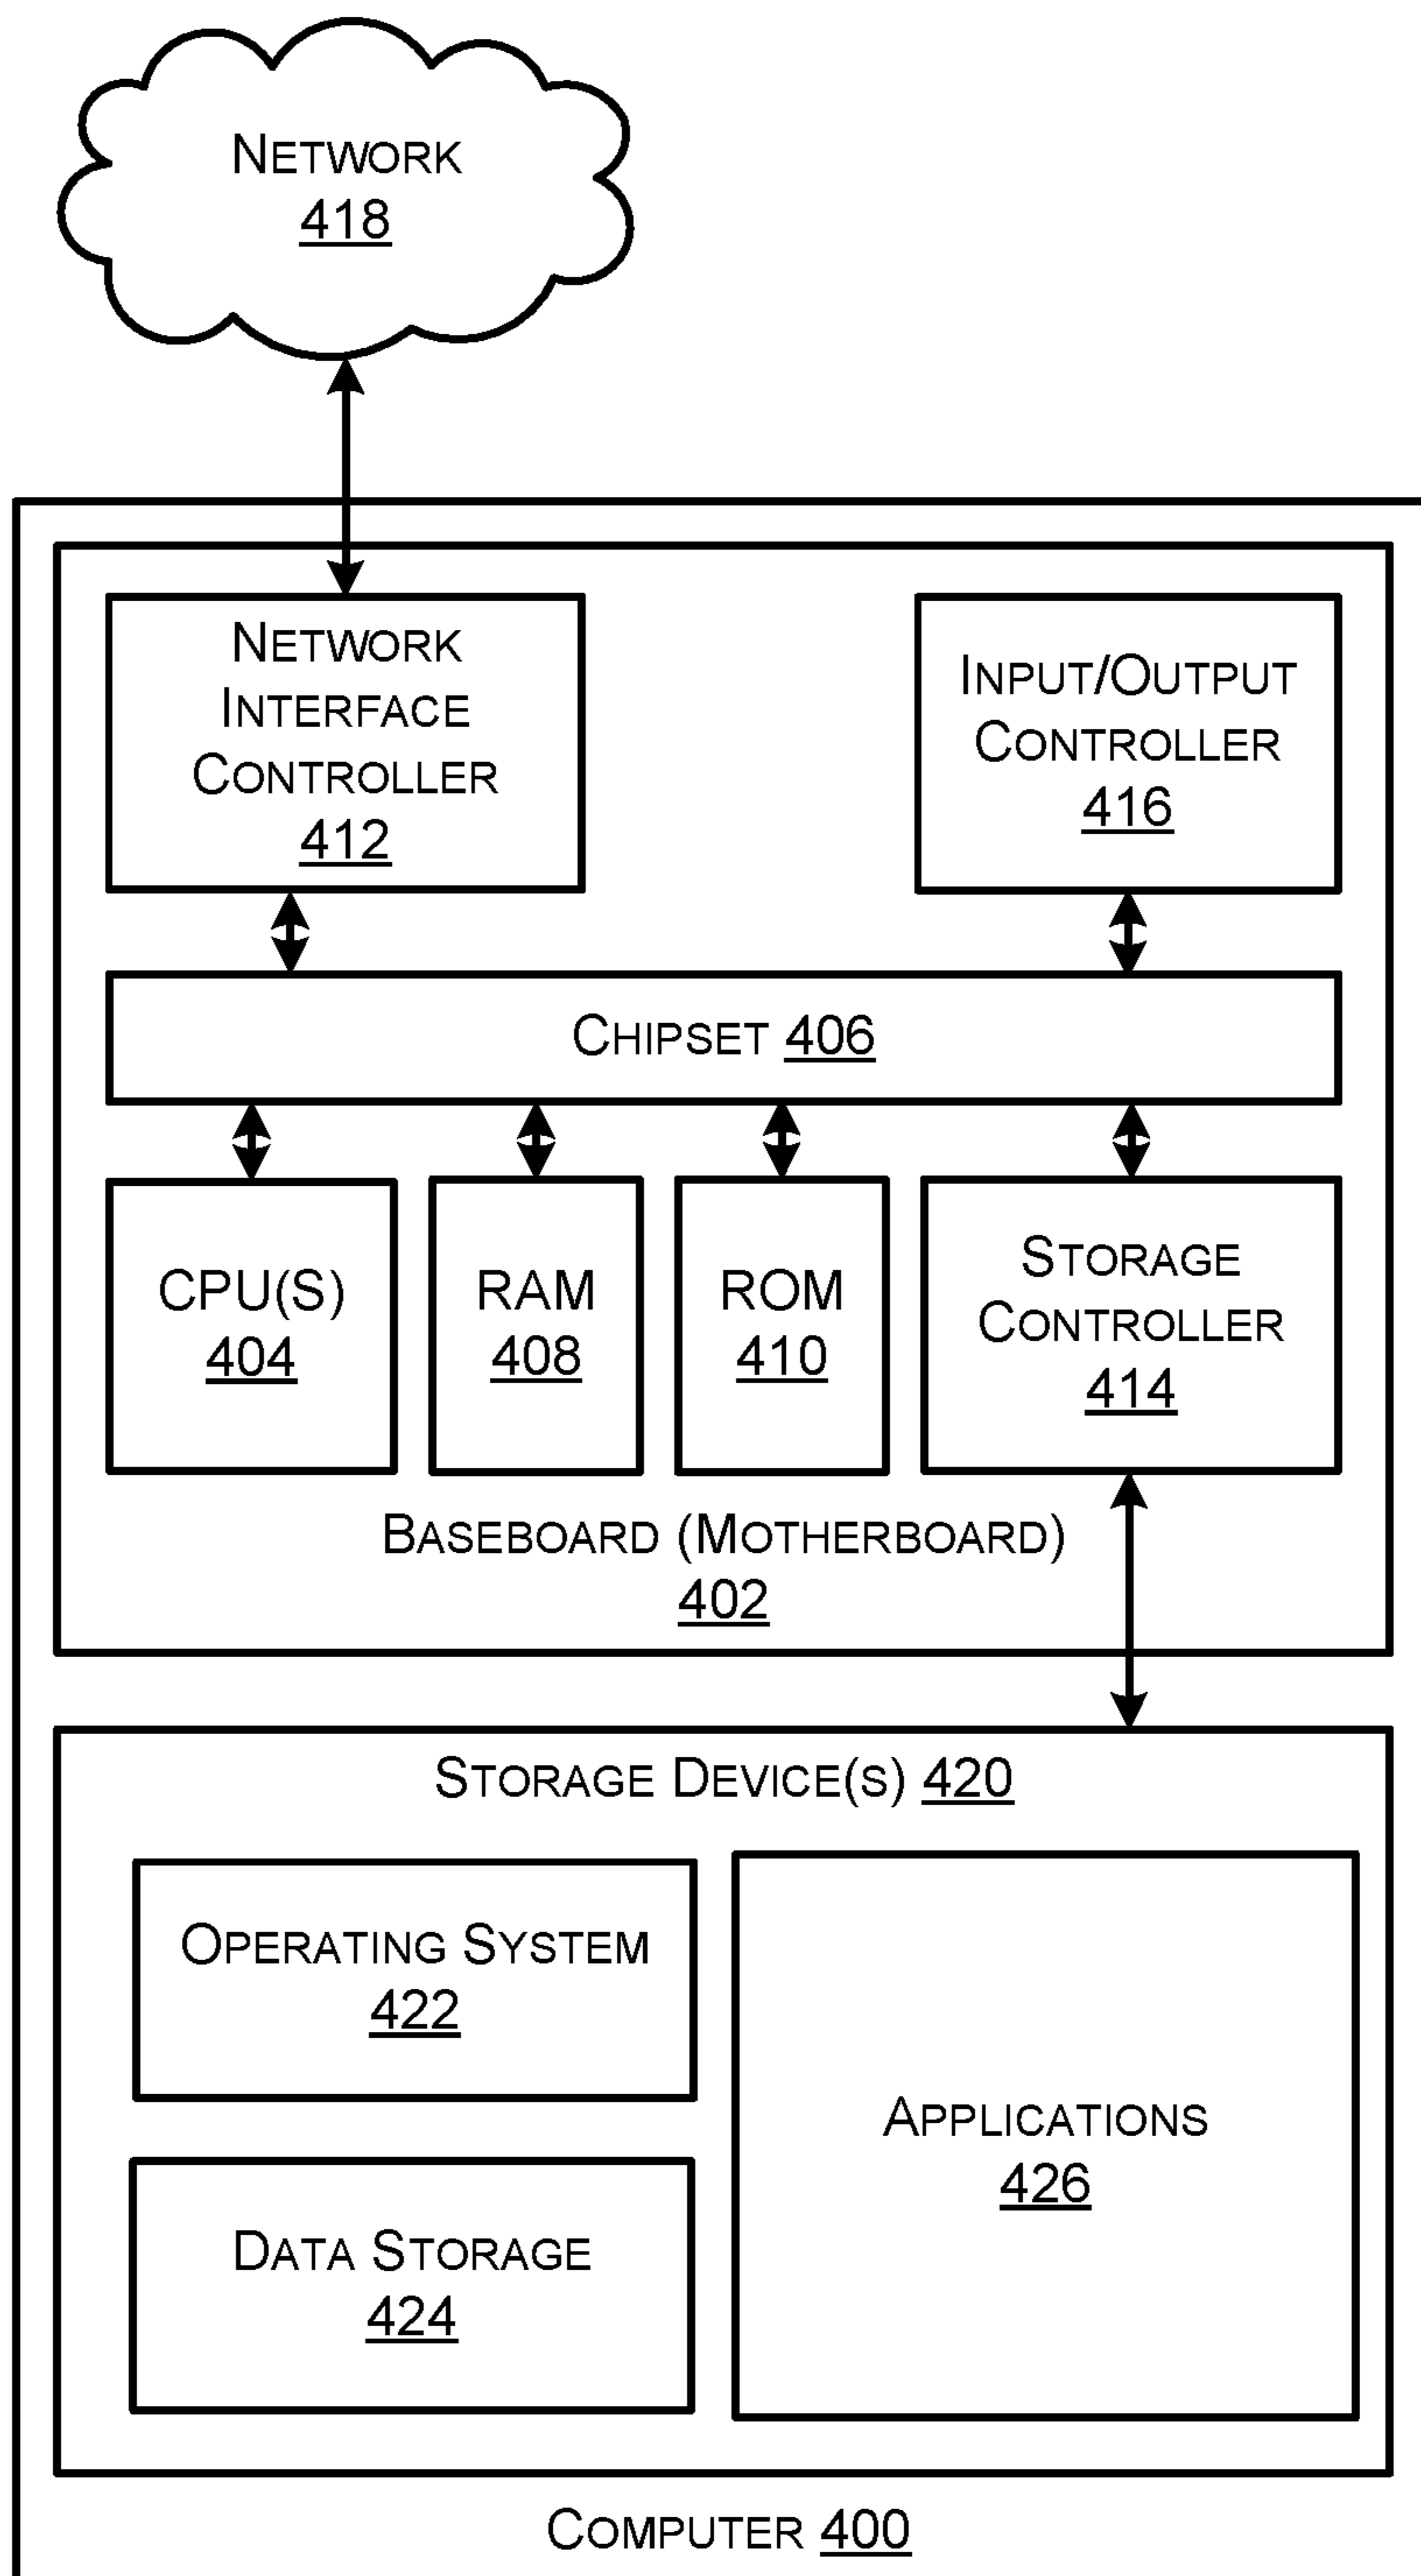 NETWORK
418
NETWORK
INTERFACE
CONTROLLER
412
INPUT/OUTPUT
CONTROLLER
416
CHIPSET 406
CPU(S)
404
RAM
408
ROM
410
STORAGE
CONTROLLER
414
BASEBOARD (MOTHERBOARD)
402
STORAGE DEVICE(S) 420
OPERATING SYSTEM
422
DATA STORAGE
424
APPLICATIONS
426
COMPUTER 400